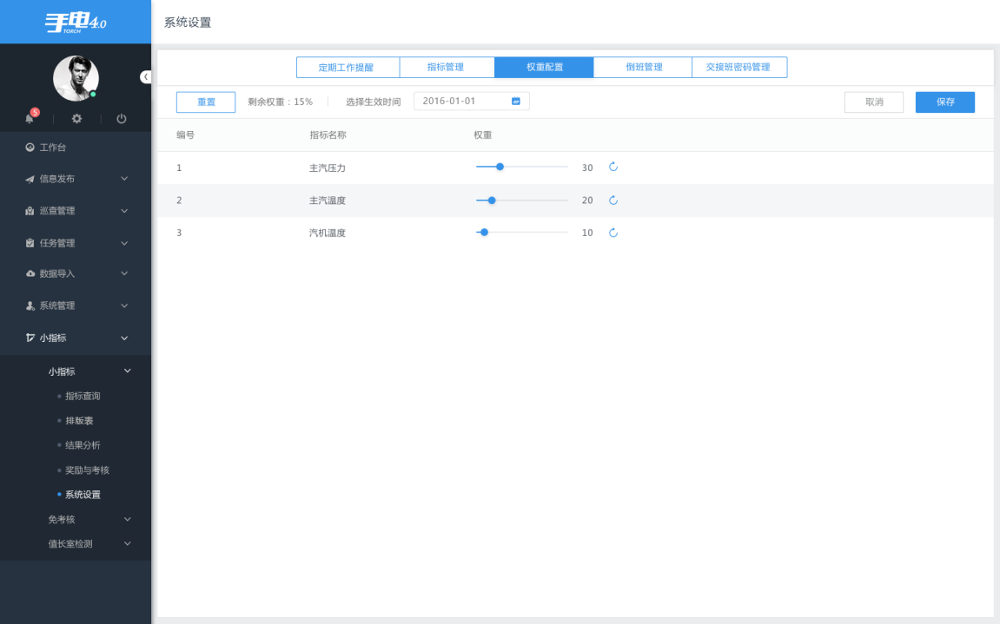 手电4.0
TORCH
系统设置
定期工作提醒 指标管理 权重配置 倒班管理 交接班密码管理
重置 剩余权重：15% 选择生效时间 2016-01-01 取消 保存
5
编号 指标名称 权重
1 主汽压力 30
2 主汽温度 20
3 汽机温度 10
工作台
信息发布
巡查管理
任务管理
数据导入
系统管理
小指标
小指标
指标查询
排版表
结果分析
奖励与考核
系统设置
免考核
值长室检测